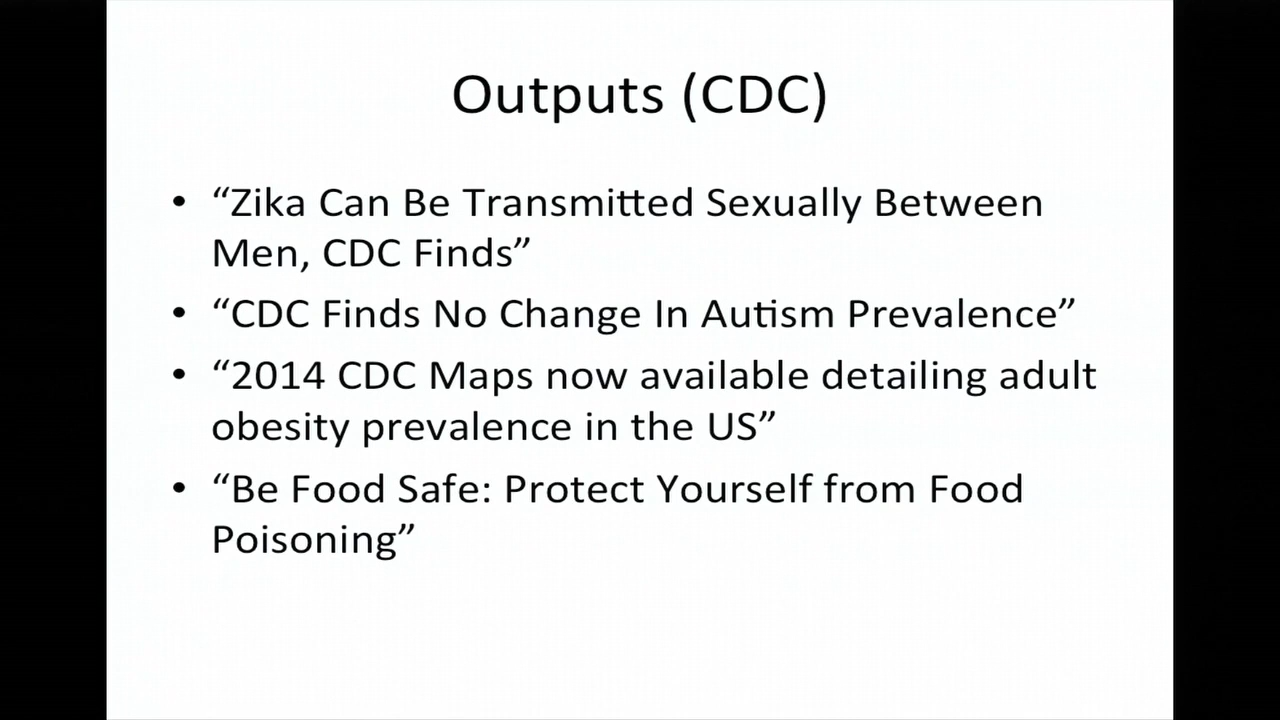 Outputs (CDC)
• “Zika Can Be Transmitted Sexually Between
Men, CDC Finds”
• “CDC Finds No Change In Autism Prevalence”
• “2014 CDC Maps now available detailing adult
obesity prevalence in the US”
• “Be Food Safe: Protect Yourself from Food
Poisoning”